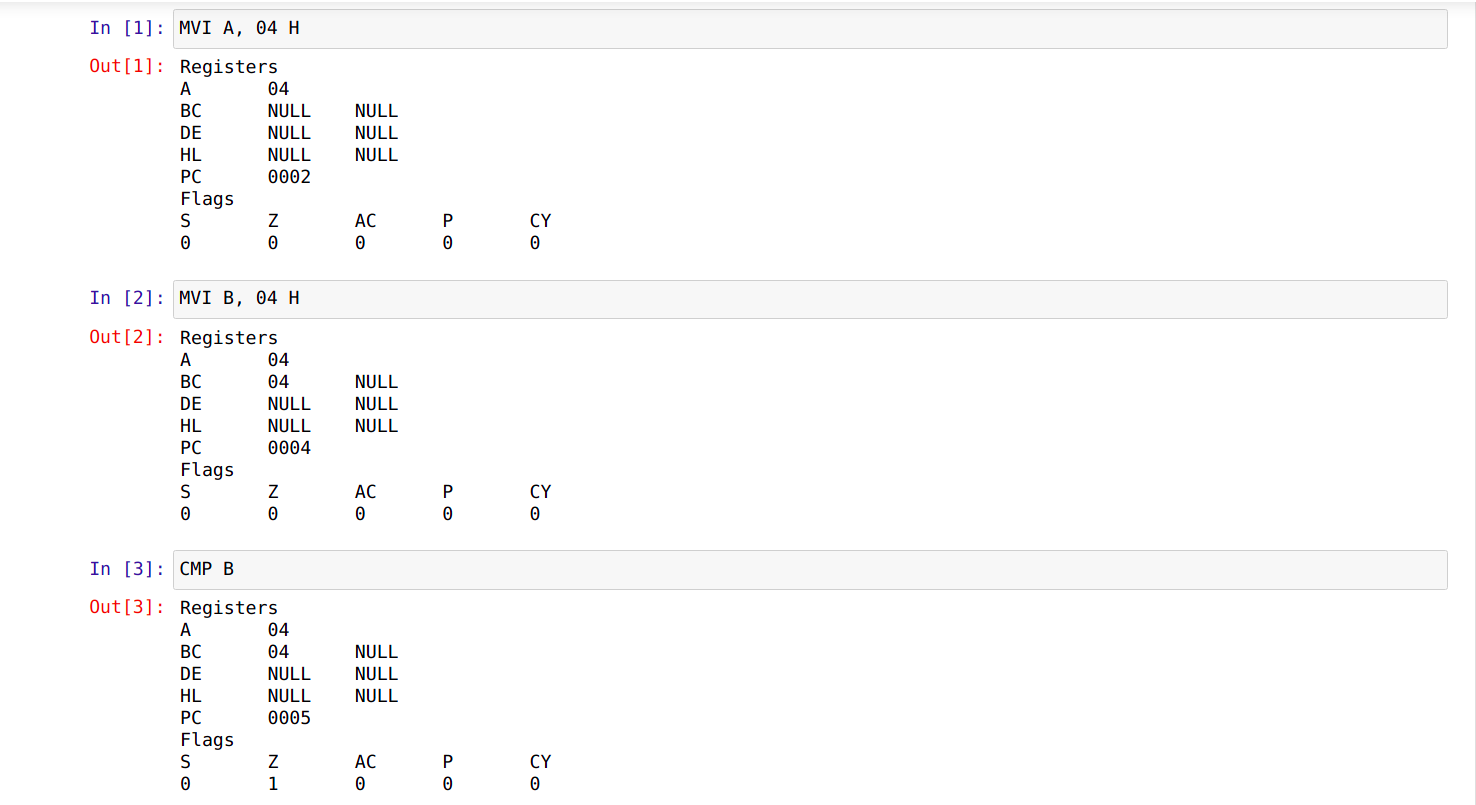 In [1]: MVI A, 04 H
Out[1]: Registers
A 04
BC NULL NULL
DE NULL NULL
HL NULL NULL
PC 0002
Flags
S Z AC P CY
0 0 0 0 0
In [2]: MVI B, 04 H
Out[2]: Registers
A 04
BC 04 NULL
DE NULL NULL
HL NULL NULL
PC 0004
Flags
S Z AC P CY
0 0 0 0 0
In [3]: CMP B
Out[3]: Registers
A 04
BC 04 NULL
DE NULL NULL
HL NULL NULL
PC 0005
Flags
S Z AC P CY
0 1 0 0 0